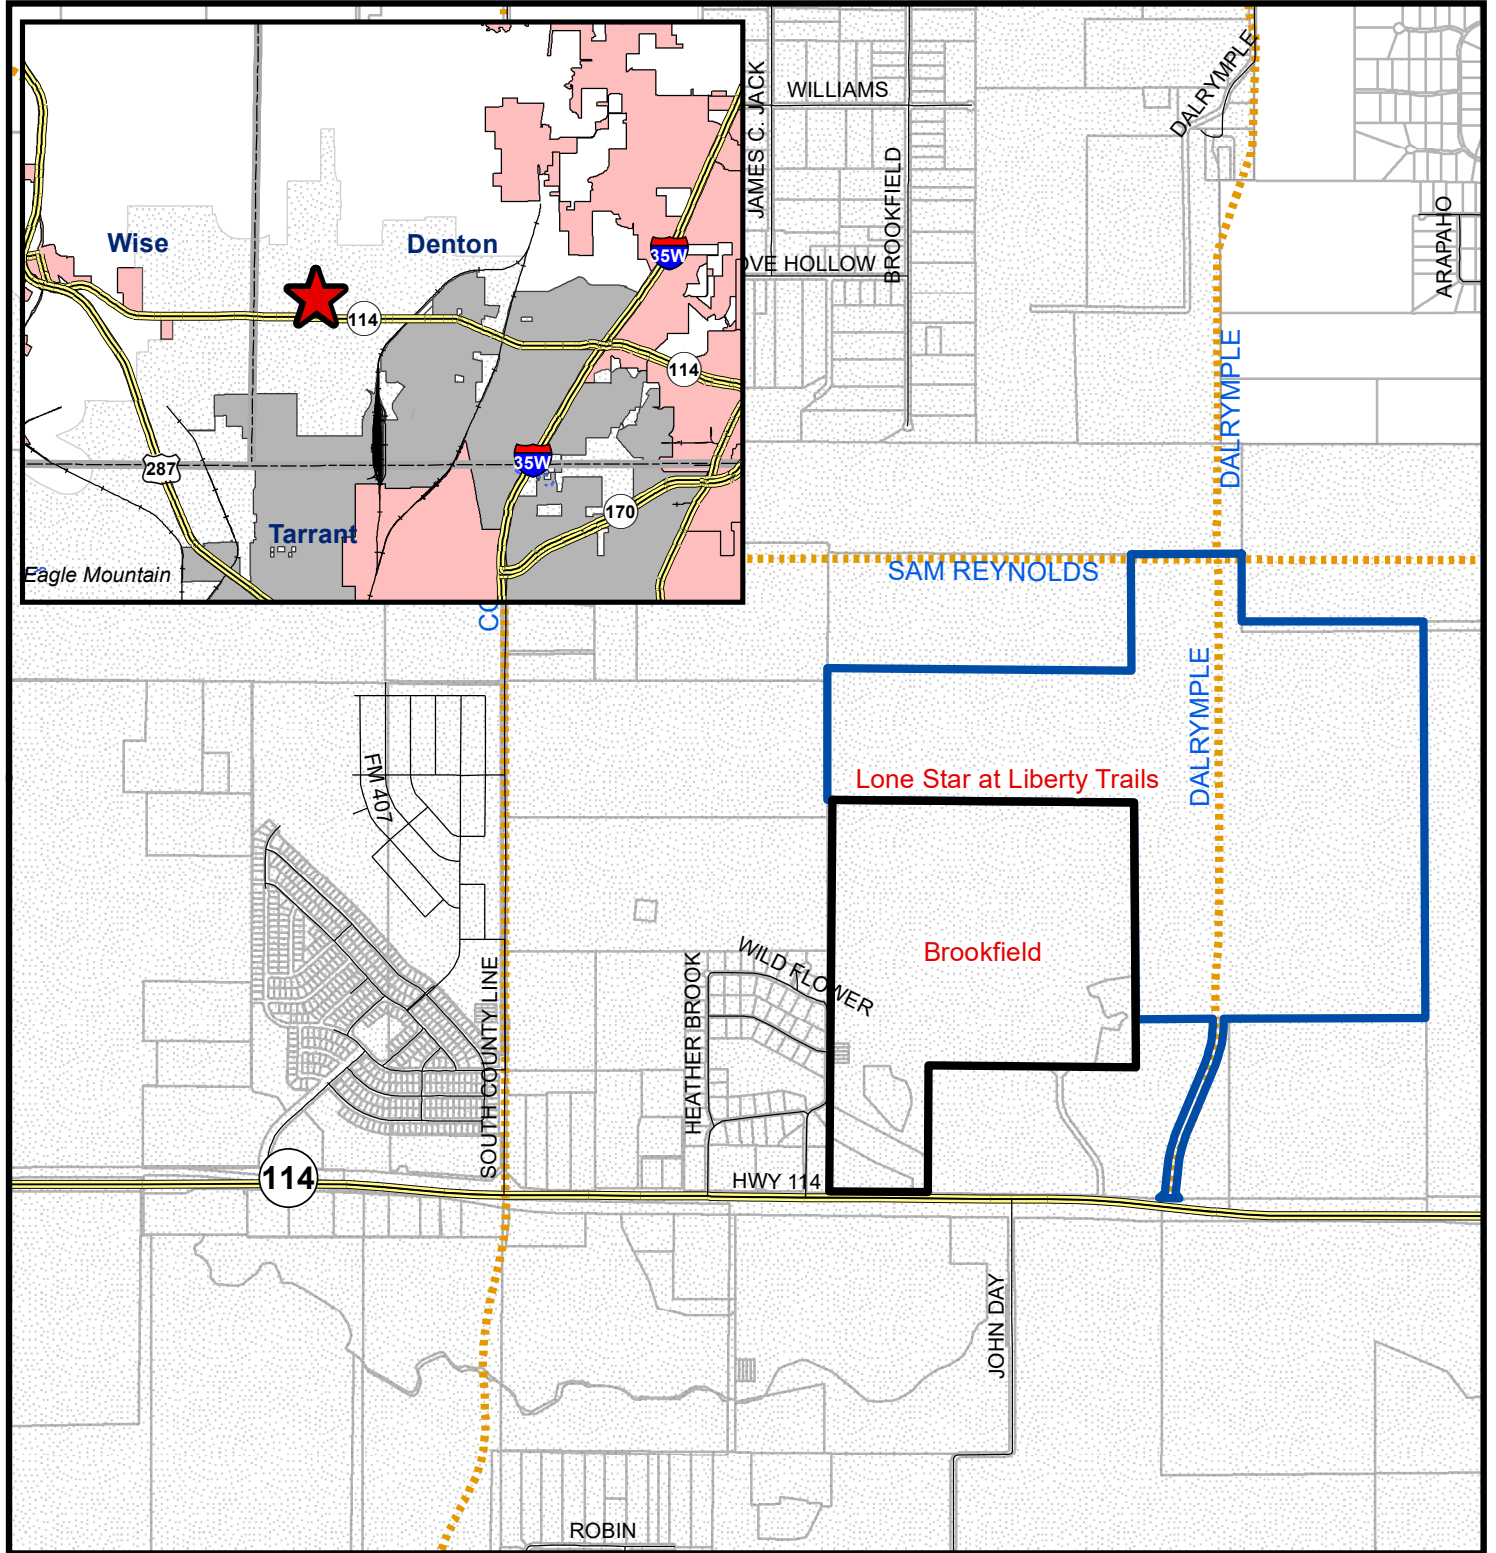 WILLIAMS
JAMES C. JACK
BROOKFIELD
OVE HOLLOW
DALRYMPLE
ARAPAHO
DALRYMPLE
Wise
Denton
35W
114
114
287
35W
170
Tarrant
Eagle Mountain
SAM REYNOLDS
CO
DALRYMPLE
FM 407
Lone Star at Liberty Trails
Brookfield
WILD FLOWER
HEATHER BROOK
SOUTH COUNTY LINE
114
HWY 114
JOHN DAY
ROBIN